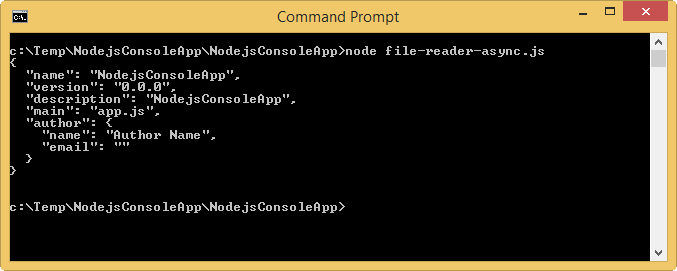 Command Prompt
c:\Temp\NodejsConsoleApp\NodejsConsoleApp>node file-reader-async.js
{
  "name": "NodejsConsoleApp",
  "version": "0.0.0",
  "description": "NodejsConsoleApp",
  "main": "app.js",
  "author": {
    "name": "Author Name",
    "email": ""
  }
}
c:\Temp\NodejsConsoleApp\NodejsConsoleApp>